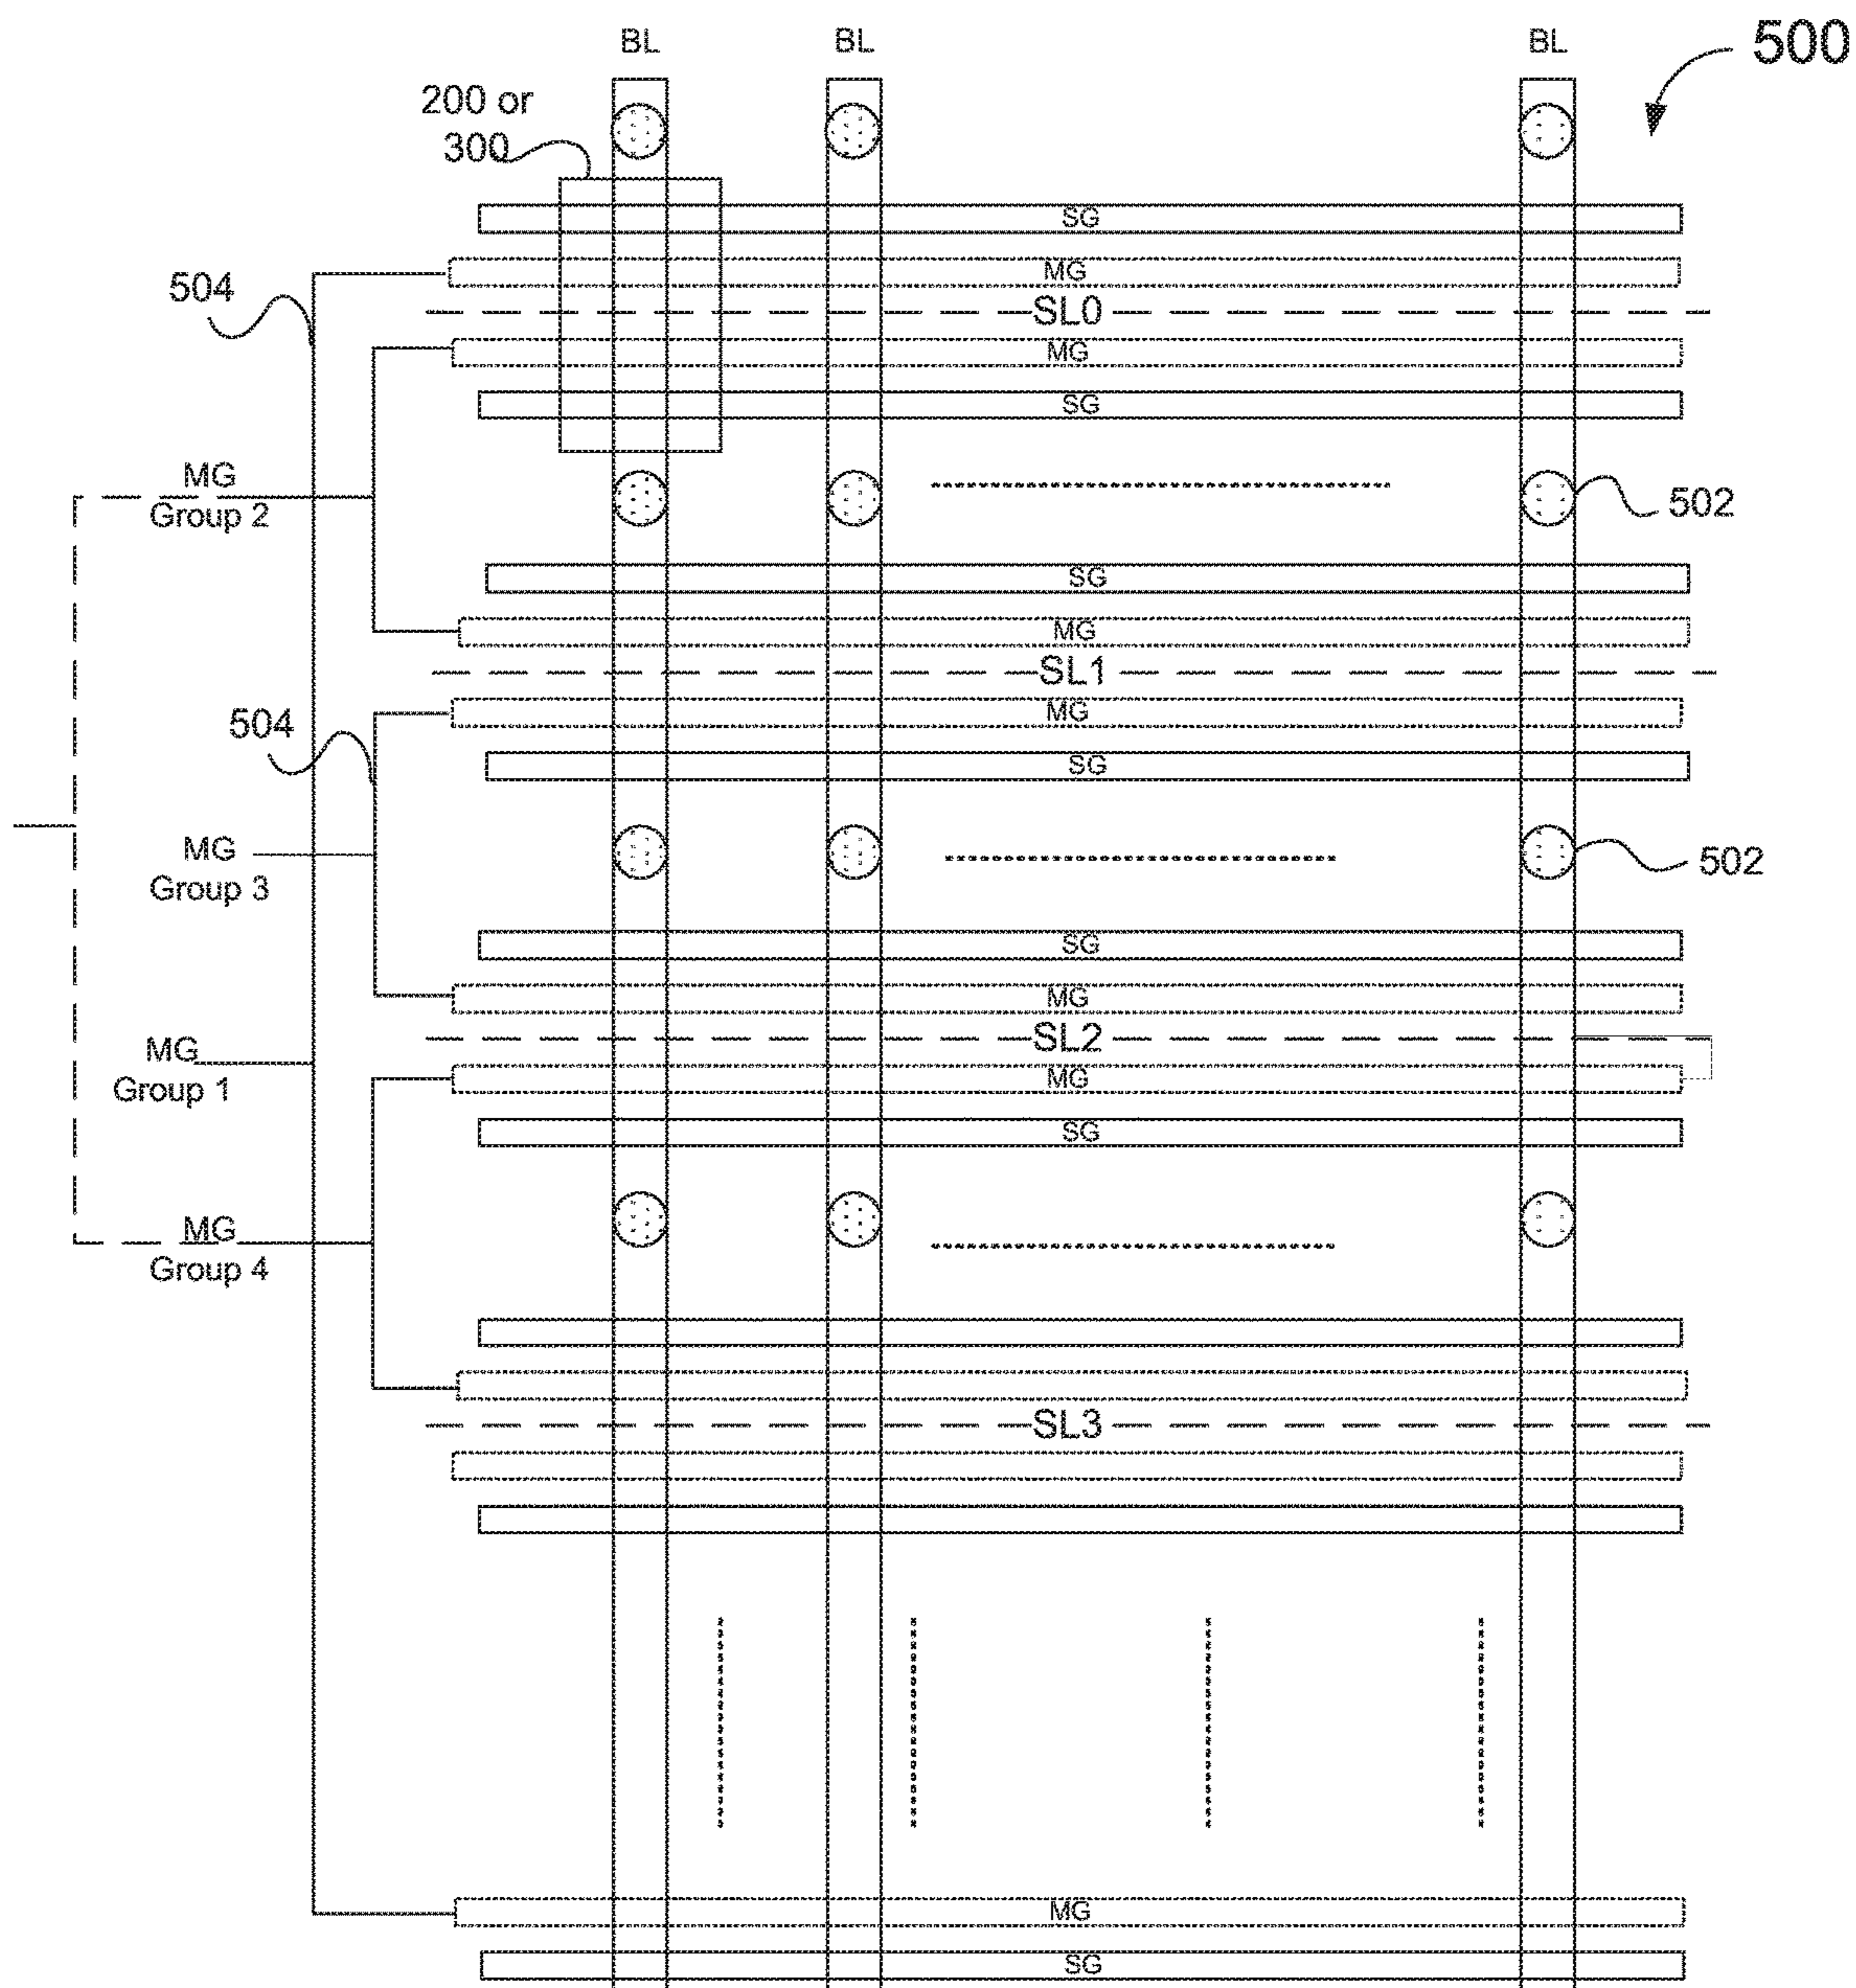 BL BL BL
500
200 or
300
SG
MG
504
SL0
MG
SG
MG
Group 2
502
SG
MG
SL1
MG
504
SG
MG
Group 3
502
SG
MG
SL2
MG
Group 1
MG
SG
MG
Group 4
SL3
MG
SG